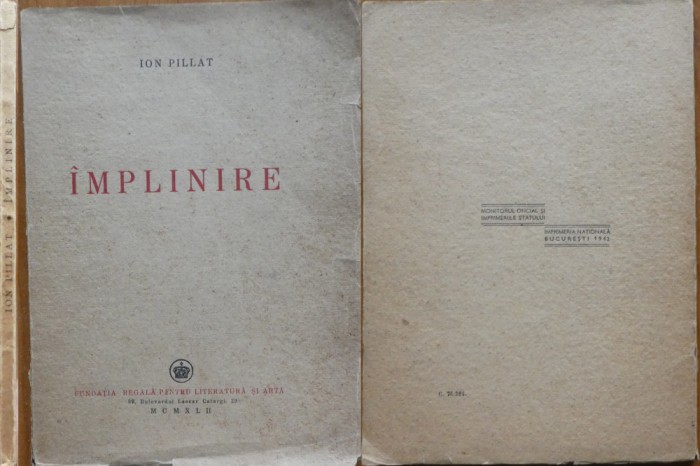 ION PILLAT • ÎMPLINIRE
ION PILLAT
ÎMPLINIRE
FUNDAȚIA REGALĂ PENTRU LITERATURĂ ȘI ARTĂ
39, Bulevardul Lascar Catargi, 39
MCMXLII
MONITORUL OFICIAL ȘI
IMPRIMERIILE STATULUI
IMPRIMERIA NAȚIONALĂ
BUCUREȘTI 1942